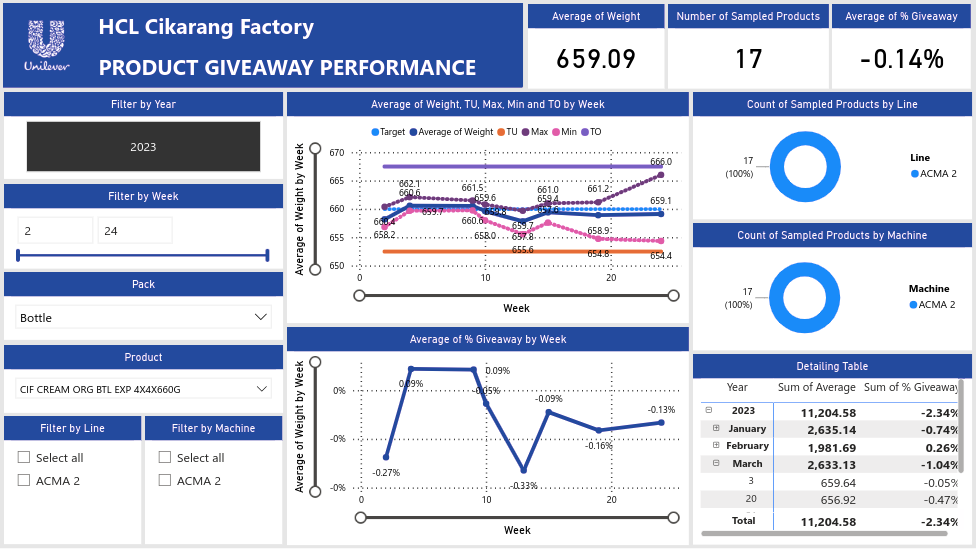 HCL Cikarang Factory
PRODUCT GIVEAWAY PERFORMANCE
Unilever
Average of Weight
659.09
Number of Sampled Products
17
Average of % Giveaway
-0.14%
Filter by Year
2023
Filter by Week
2
24
Pack
Bottle
Product
CIF CREAM ORG BTL EXP 4X4X660G
Filter by Line
Select all
ACMA 2
Filter by Machine
Select all
ACMA 2
Average of Weight, TU, Max, Min and TO by Week
Target Average of Weight TU Max Min TO
Average of Weight by Week
670
665
660
655
650
662.1
660.6
661.5
659.6
661.0
659.4
661.2
666.0
659.1
660.4
658.2
659.7
660.6
659.8
658.0
659.7
657.8
655.6
657.6
658.9
654.8
654.4
0
10
20
Week
Average of % Giveaway by Week
Average of Weight by Week
0%
-0%
-0%
0.09%
0.09%
-0.05%
-0.09%
-0.13%
-0.16%
-0.27%
-0.33%
0
10
20
Week
Count of Sampled Products by Line
17
(100%)
Line
ACMA 2
Count of Sampled Products by Machine
17
(100%)
Machine
ACMA 2
Detailing Table
Year Sum of Average Sum of % Giveaway
2023 11,204.58 -2.34%
January 2,635.14 -0.74%
February 1,981.69 0.26%
March 2,633.13 -1.04%
3 659.64 -0.05%
20 656.92 -0.47%
Total 11,204.58 -2.34%